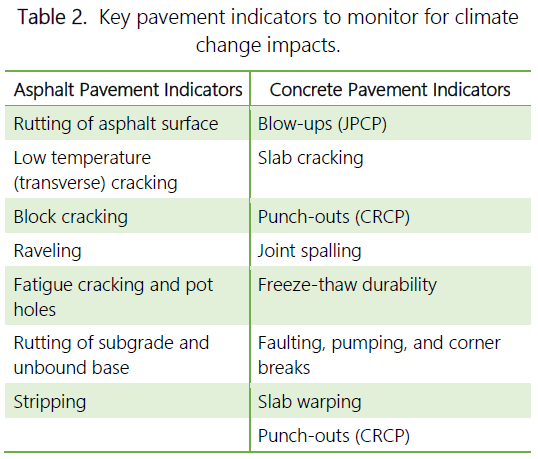 Table 2. Key pavement indicators to monitor for climate
change impacts.
Asphalt Pavement Indicators Concrete Pavement Indicators
Rutting of asphalt surface Blow-ups (JPCP)
Low temperature Slab cracking
(transverse) cracking
Block cracking Punch-outs (CRCP)
Raveling Joint spalling
Fatigue cracking and pot Freeze-thaw durability
holes
Rutting of subgrade and Faulting, pumping, and corner
unbound base breaks
Stripping Slab warping
Punch-outs (CRCP)